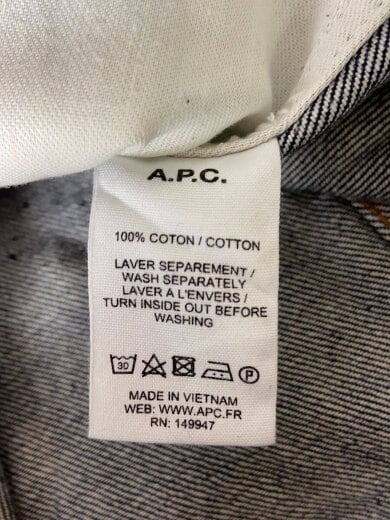 A.P.C.
100% COTON / COTTON
LAVER SEPAREMENT /
WASH SEPARATELY
LAVER A L'ENVERS /
TURN INSIDE OUT BEFORE
WASHING
30
P
MADE IN VIETNAM
WEB: WWW.APC.FR
RN: 149947